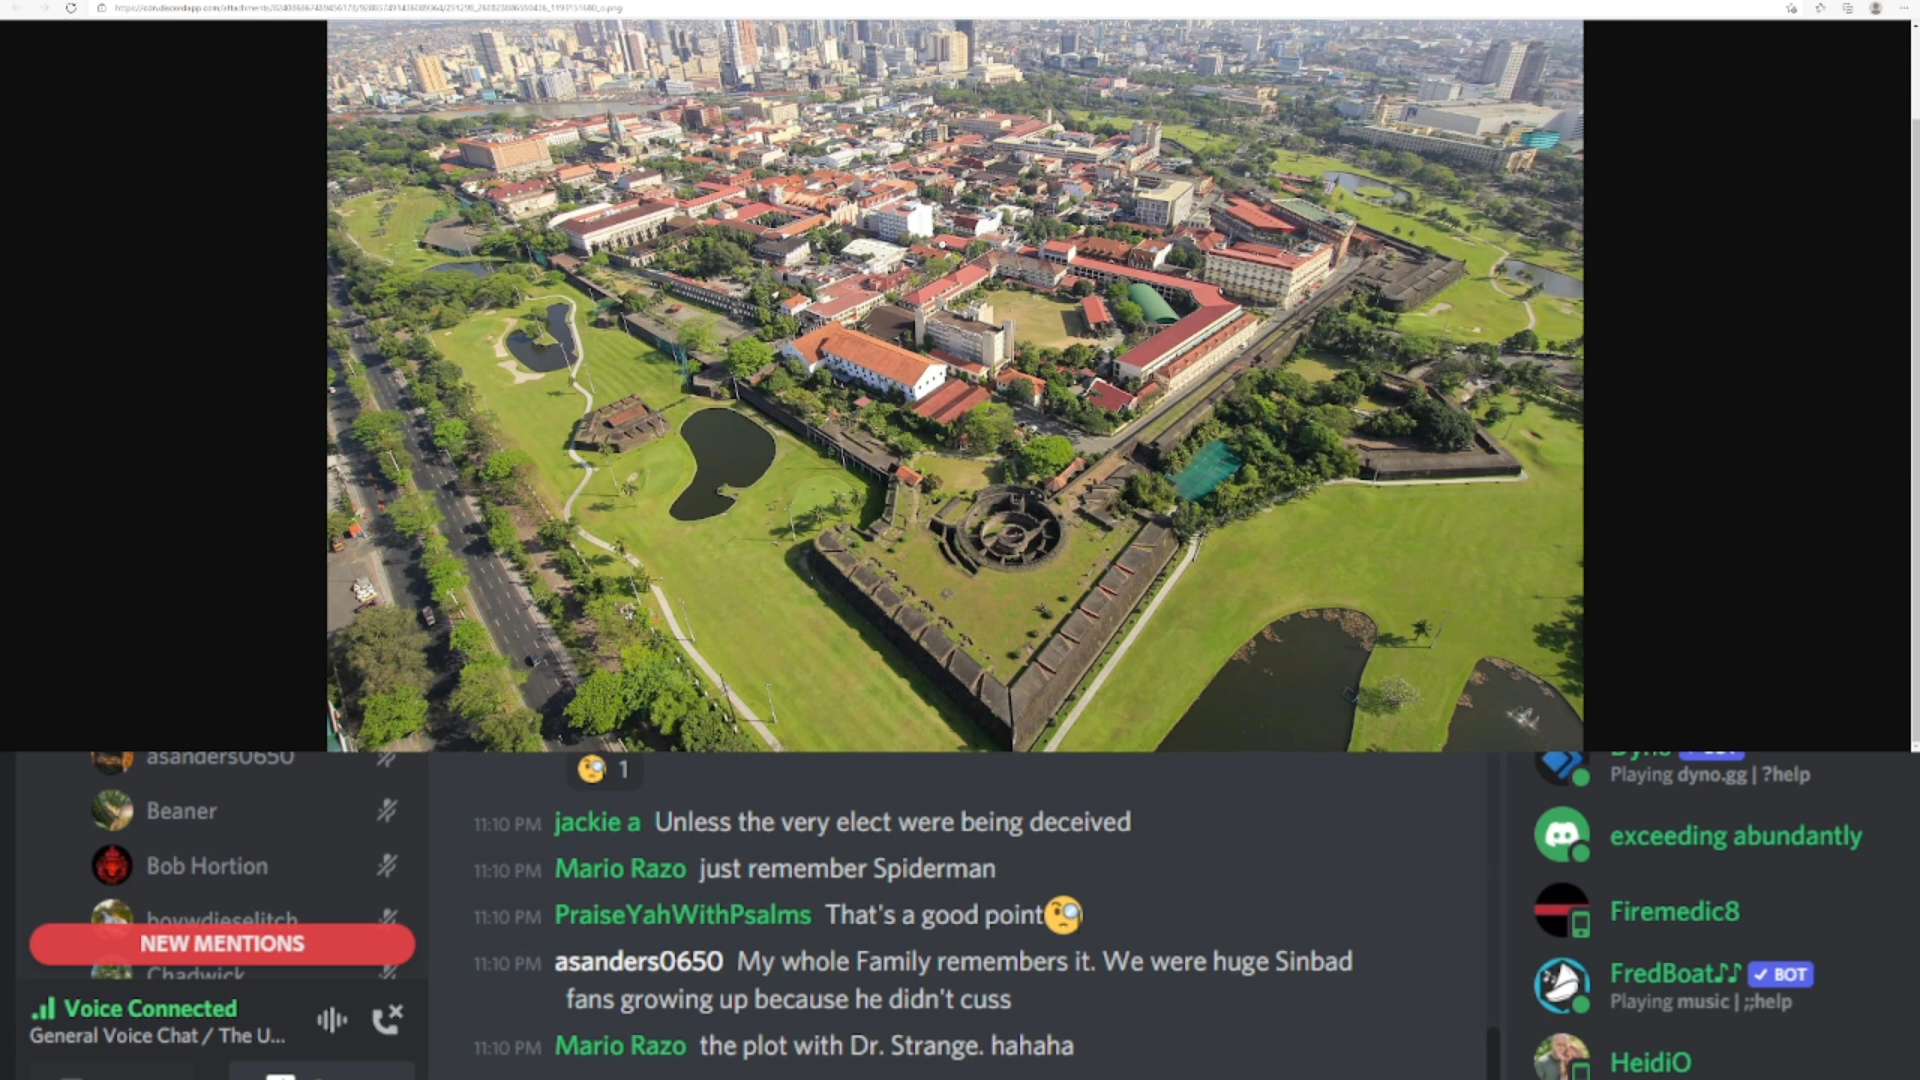 asanders0650
Beaner
Bob Hortion
boywdieselitch
NEW MENTIONS
Chadwick
Voice Connected
General Voice Chat / The U...
1
11:10 PM jackie a Unless the very elect were being deceived
11:10 PM Mario Razo just remember Spiderman
11:10 PM PraiseYahWithPsalms That's a good point🧐
11:10 PM asanders0650 My whole Family remembers it. We were huge Sinbad
fans growing up because he didn't cuss
11:10 PM Mario Razo the plot with Dr. Strange. hahaha
Dyno
Playing dyno.gg | ?help
exceeding abundantly
Firemedic8
FredBoat♪♪ ✓ BOT
Playing music | ;;help
HeidiO